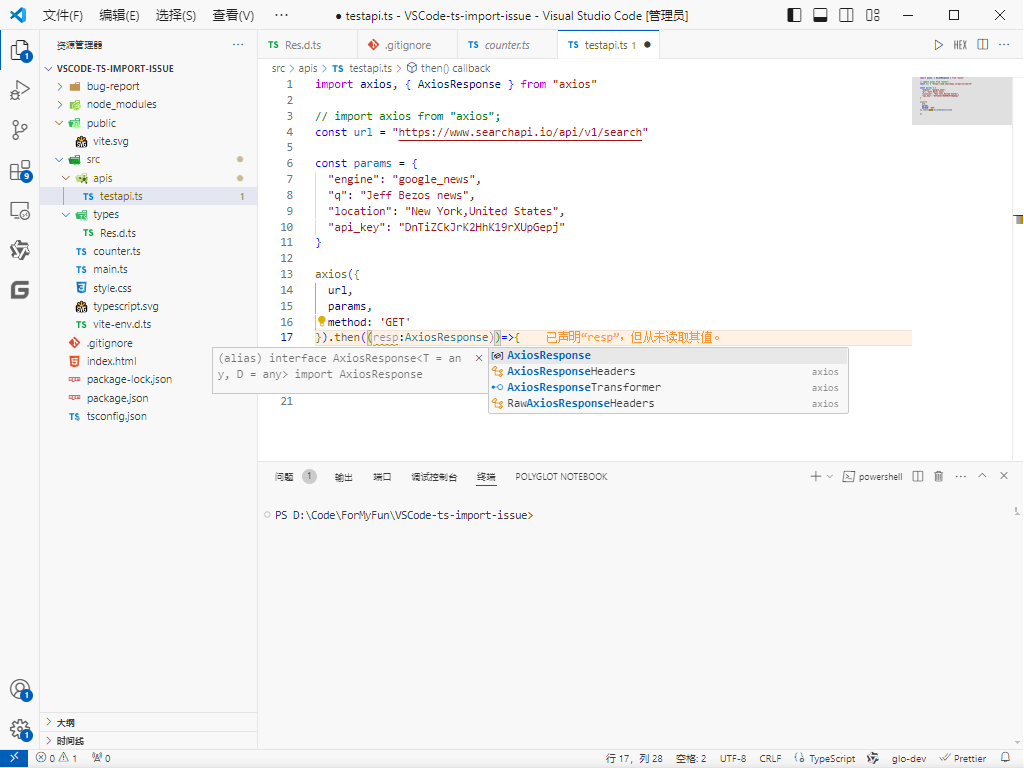 文件(F) 编辑(E) 选择(S) 查看(V) ··· ● testapi.ts - VSCode-ts-import-issue - Visual Studio Code [管理员]
资源管理器 ···
VSCODE-TS-IMPORT-ISSUE
bug-report
node_modules
public
vite.svg
src
apis
TS testapi.ts 1
types
TS Res.d.ts
TS counter.ts
TS main.ts
style.css
typescript.svg
TS vite-env.d.ts
.gitignore
index.html
package-lock.json
package.json
TS tsconfig.json
大纲
时间线
1
9
1
1
TS Res.d.ts
.gitignore
TS counter.ts
TS testapi.ts 1 ●
HEX
src > apis > TS testapi.ts > then() callback
1 import axios, { AxiosResponse } from "axios"
2
3 // import axios from "axios";
4 const url = "https://www.searchapi.io/api/v1/search"
5
6 const params = {
7 "engine": "google_news",
8 "q": "Jeff Bezos news",
9 "location": "New York,United States",
10 "api_key": "DnTiZCkJrK2HhK19rXUpGepj"
11 }
12
13 axios({
14 url,
15 params,
16 method: 'GET'
17 }).then((resp:AxiosResponse))=>{ 已声明“resp”，但从未读取其值。
(alias) interface AxiosResponse<T = an
y, D = any> import AxiosResponse
AxiosResponse
AxiosResponseHeaders axios
AxiosResponseTransformer axios
RawAxiosResponseHeaders axios
21
问题 1 输出 端口 调试控制台 终端 POLYGLOT NOTEBOOK powershell
PS D:\Code\ForMyFun\VSCode-ts-import-issue>
0 1 0 行 17，列 28 空格: 2 UTF-8 CRLF TypeScript glo-dev Prettier